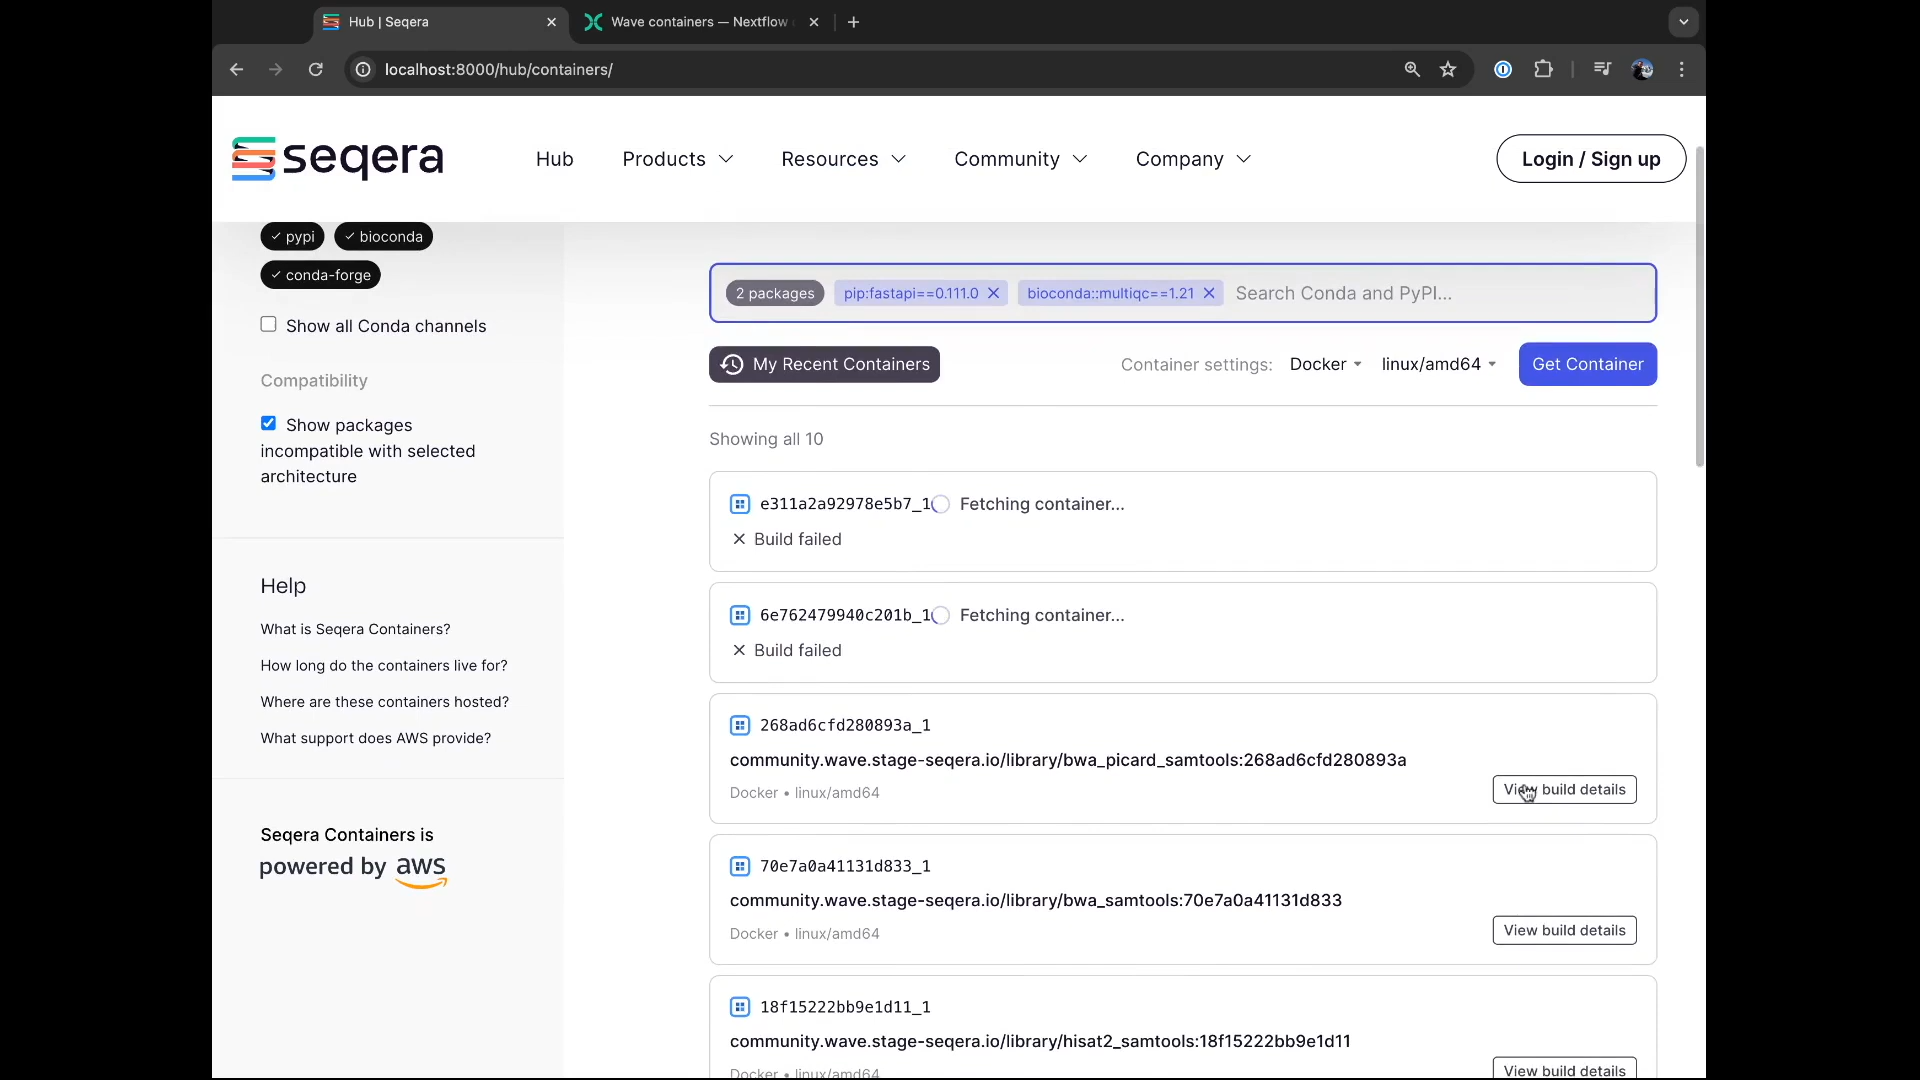 Hub | Seqera
Wave containers — Nextflow
localhost:8000/hub/containers/
seqera
Hub
Products
Resources
Community
Company
Login / Sign up
pypi
bioconda
conda-forge
Show all Conda channels
Compatibility
Show packages
incompatible with selected
architecture
Help
What is Seqera Containers?
How long do the containers live for?
Where are these containers hosted?
What support does AWS provide?
Seqera Containers is
powered by aws
2 packages
pip:fastapi==0.111.0
bioconda::multiqc==1.21
Search Conda and PyPI...
My Recent Containers
Container settings:
Docker
linux/amd64
Get Container
Showing all 10
e311a2a92978e5b7_1
Fetching container...
Build failed
6e762479940c201b_1
Fetching container...
Build failed
268ad6cfd280893a_1
community.wave.stage-seqera.io/library/bwa_picard_samtools:268ad6cfd280893a
Docker • linux/amd64
View build details
70e7a0a41131d833_1
community.wave.stage-seqera.io/library/bwa_samtools:70e7a0a41131d833
Docker • linux/amd64
View build details
18f15222bb9e1d11_1
community.wave.stage-seqera.io/library/hisat2_samtools:18f15222bb9e1d11
Docker • linux/amd64
View build details